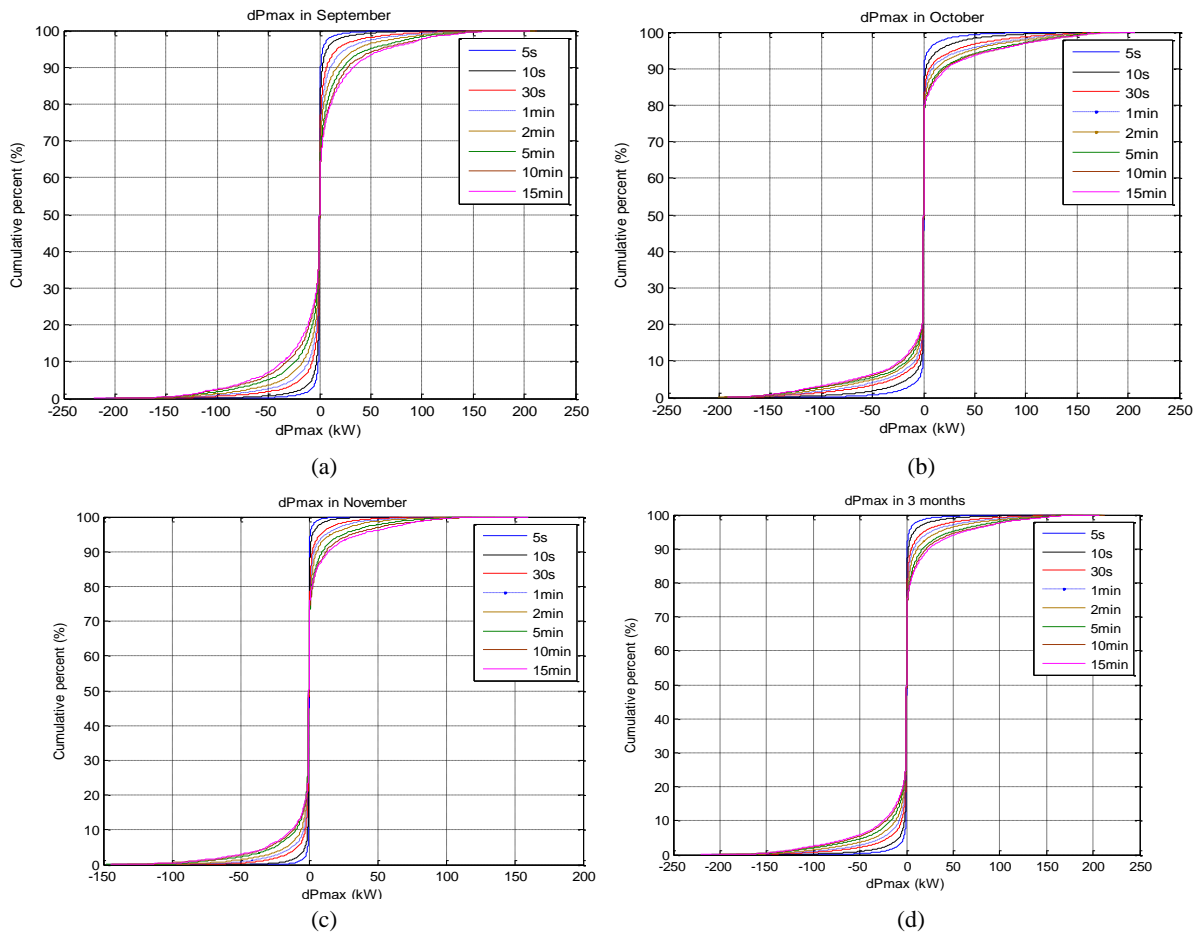 dPmax in September
100
90
80
70
60
50
40
30
20
10
0
Cumulative percent (%)
-250 -200 -150 -100 -50 0 50 100 150 200 250
dPmax (kW)
5s
10s
30s
1min
2min
5min
10min
15min
(a)
dPmax in October
100
90
80
70
60
50
40
30
20
10
0
Cumulative percent (%)
-250 -200 -150 -100 -50 0 50 100 150 200 250
dPmax (kW)
5s
10s
30s
1min
2min
5min
10min
15min
(b)
dPmax in November
100
90
80
70
60
50
40
30
20
10
0
Cumulative percent (%)
-150 -100 -50 0 50 100 150 200
dPmax (kW)
5s
10s
30s
1min
2min
5min
10min
15min
(c)
dPmax in 3 months
100
90
80
70
60
50
40
30
20
10
0
Cumulative percent (%)
-250 -200 -150 -100 -50 0 50 100 150 200 250
dPmax (kW)
5s
10s
30s
1min
2min
5min
10min
15min
(d)